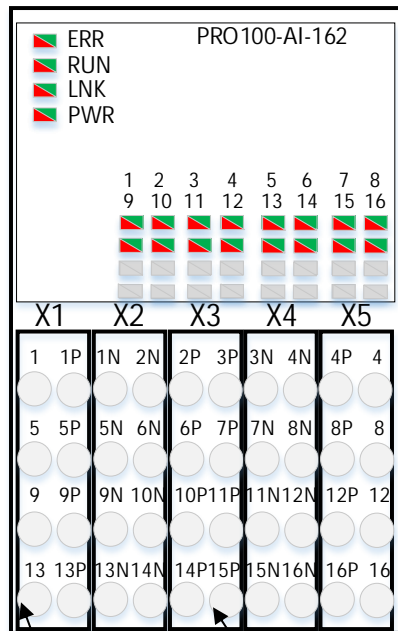 ERR PRO100-AI-162
RUN
LNK
PWR
1 2 3 4 5 6 7 8
9 10 11 12 13 14 15 16
X1 X2 X3 X4 X5
1 1P 1N 2N 2P 3P 3N 4N 4P 4
5 5P 5N 6N 6P 7P 7N 8N 8P 8
9 9P 9N 10N 10P 11P 11N 12N 12P 12
13 13P 13N 14N 14P 15P 15N 16N 16P 16